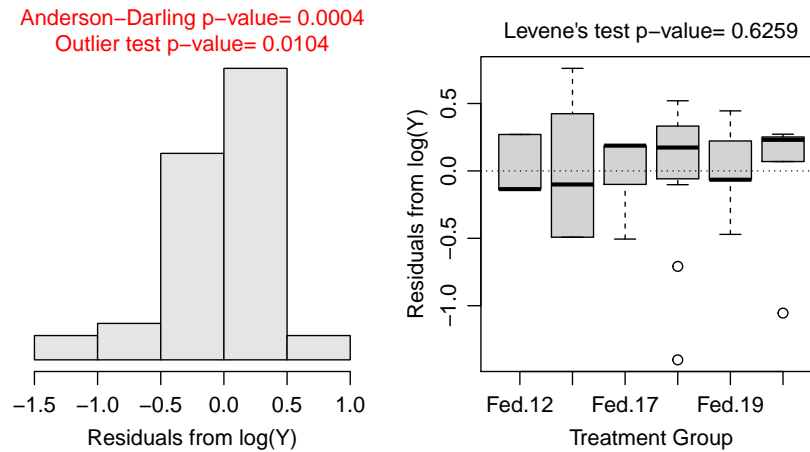 Anderson−Darling p−value= 0.0004
Outlier test p−value= 0.0104
−1.5 −1.0 −0.5 0.0 0.5 1.0
Residuals from log(Y)
Levene's test p−value= 0.6259
0.5
0.0
−0.5
−1.0
Residuals from log(Y)
Fed.12 Fed.17 Fed.19
Treatment Group